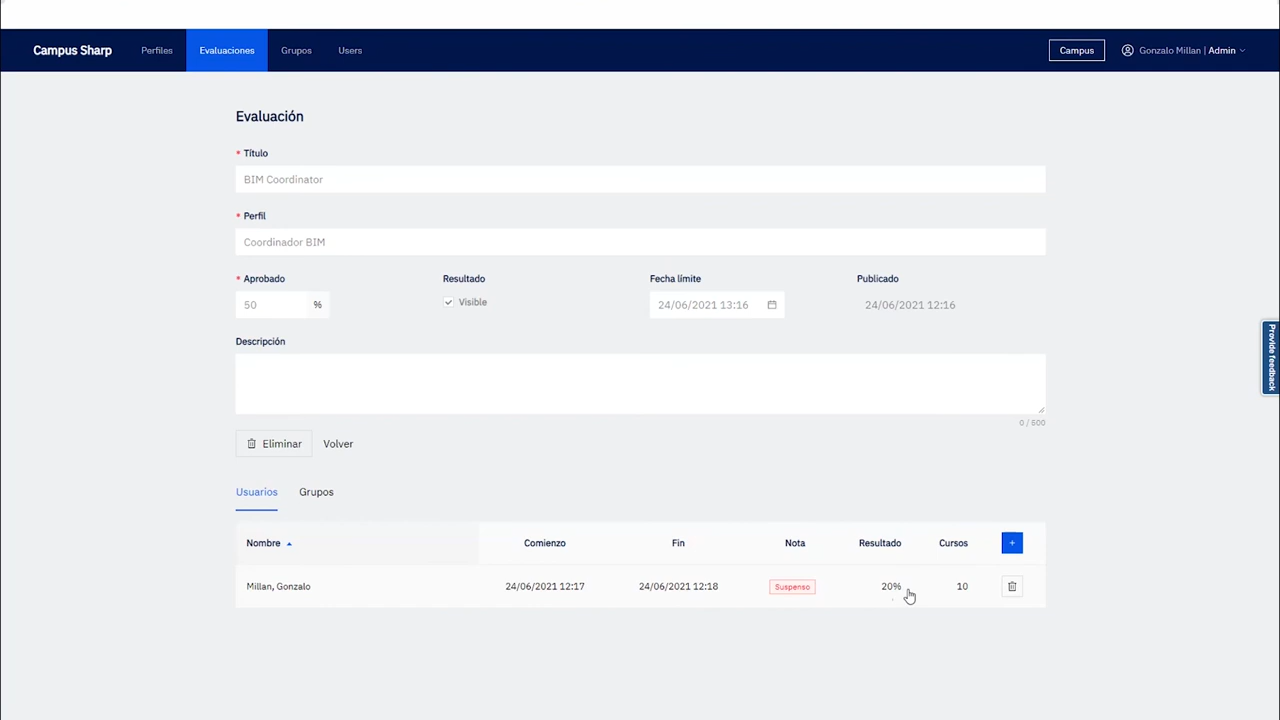 Campus Sharp Perfiles Evaluaciones Grupos Users Campus Gonzalo Millan | Admin
Evaluación
* Título
BIM Coordinator
* Perfil
Coordinador BIM
* Aprobado Resultado Fecha límite Publicado
50 % Visible 24/06/2021 13:16 24/06/2021 12:16
Descripción
0 / 500
Eliminar Volver
Usuarios Grupos
Nombre Comienzo Fin Nota Resultado Cursos +
Millan, Gonzalo 24/06/2021 12:17 24/06/2021 12:18 Suspenso 20% 10
Provide feedback